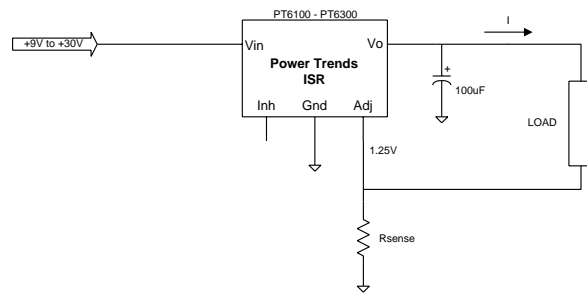 PT6100 - PT6300
I
+9V to +30V
Vin
Vo
Power Trends
ISR
+
100uF
Inh Gnd Adj
LOAD
1.25V
Rsense